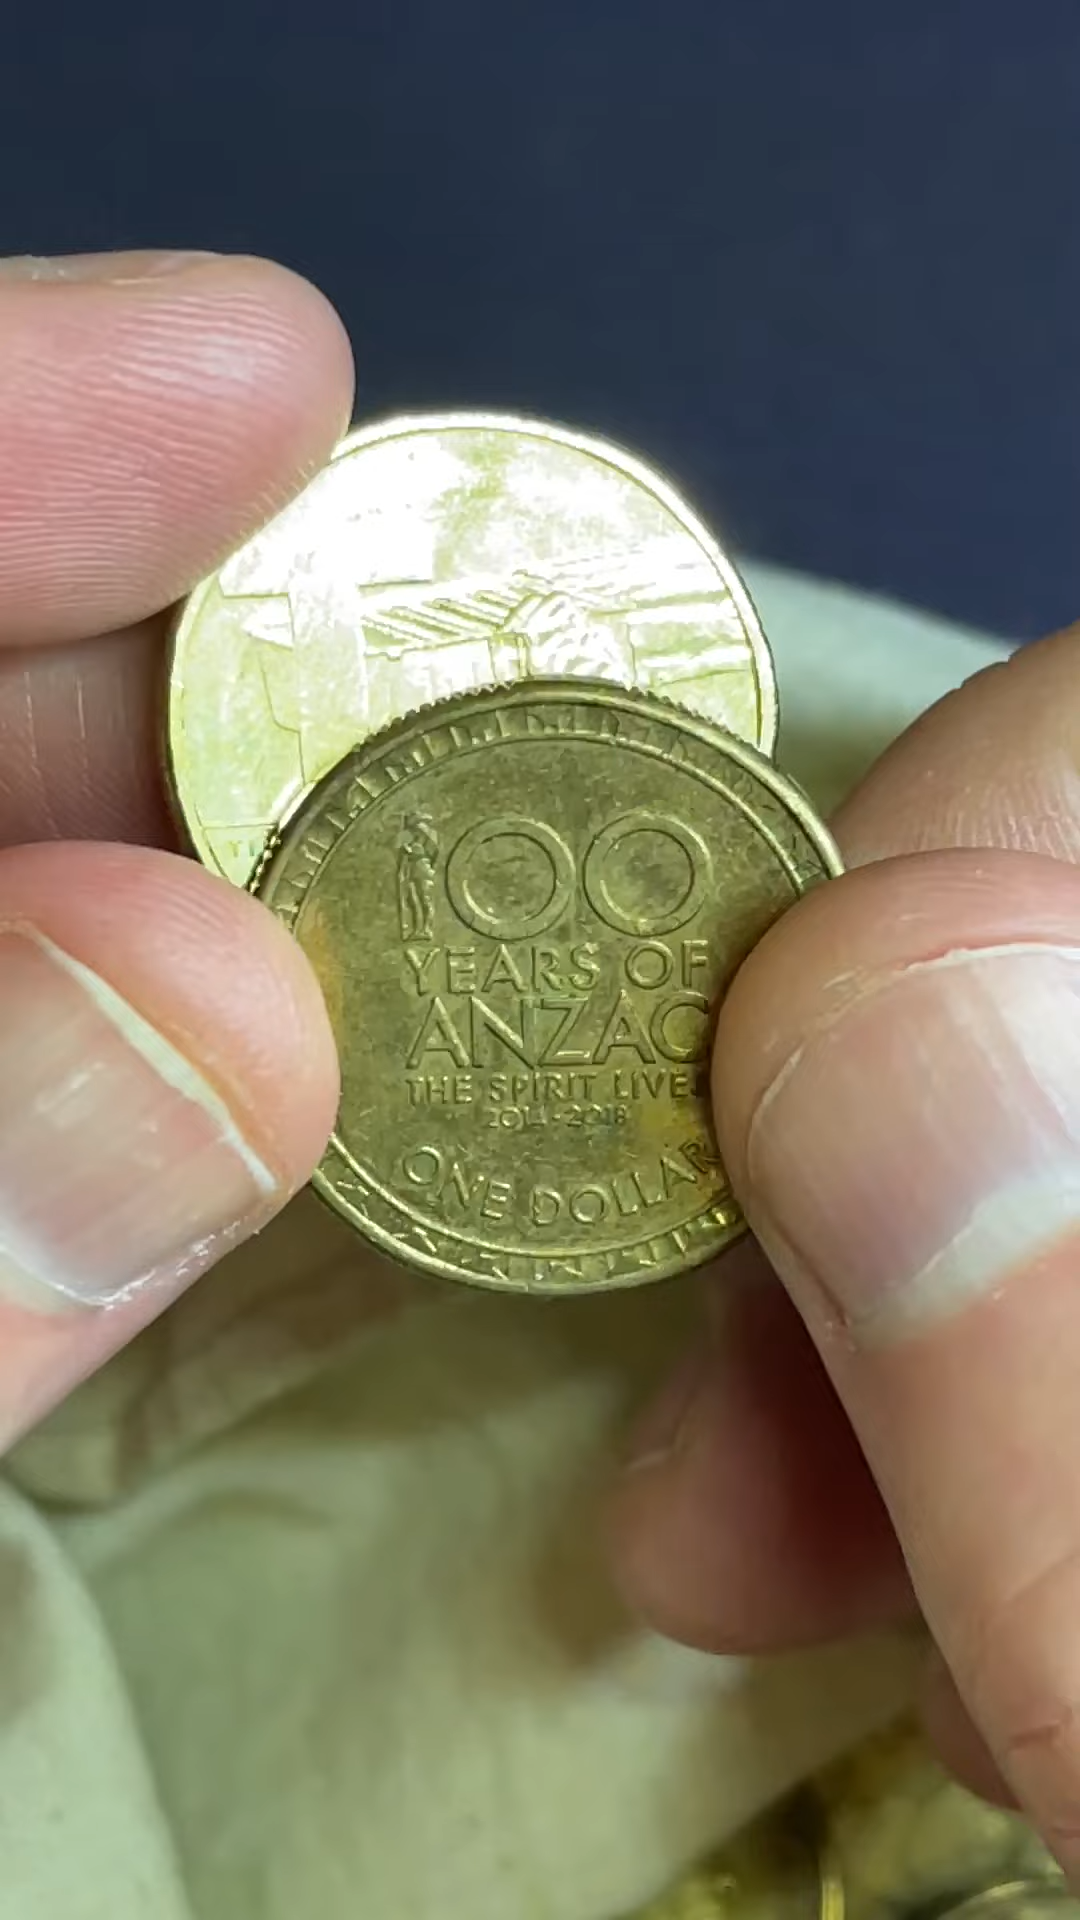 100
YEARS OF
ANZAC
THE SPIRIT LIVES
2014-2018
ONE DOLLAR